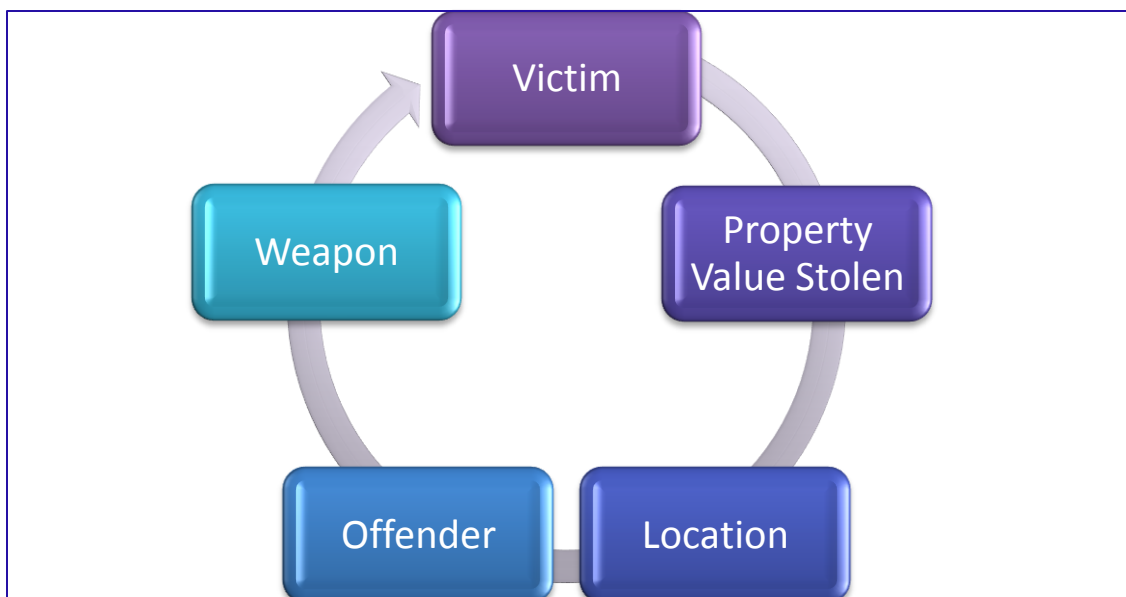 Victim
Property
Value Stolen
Location
Offender
Weapon